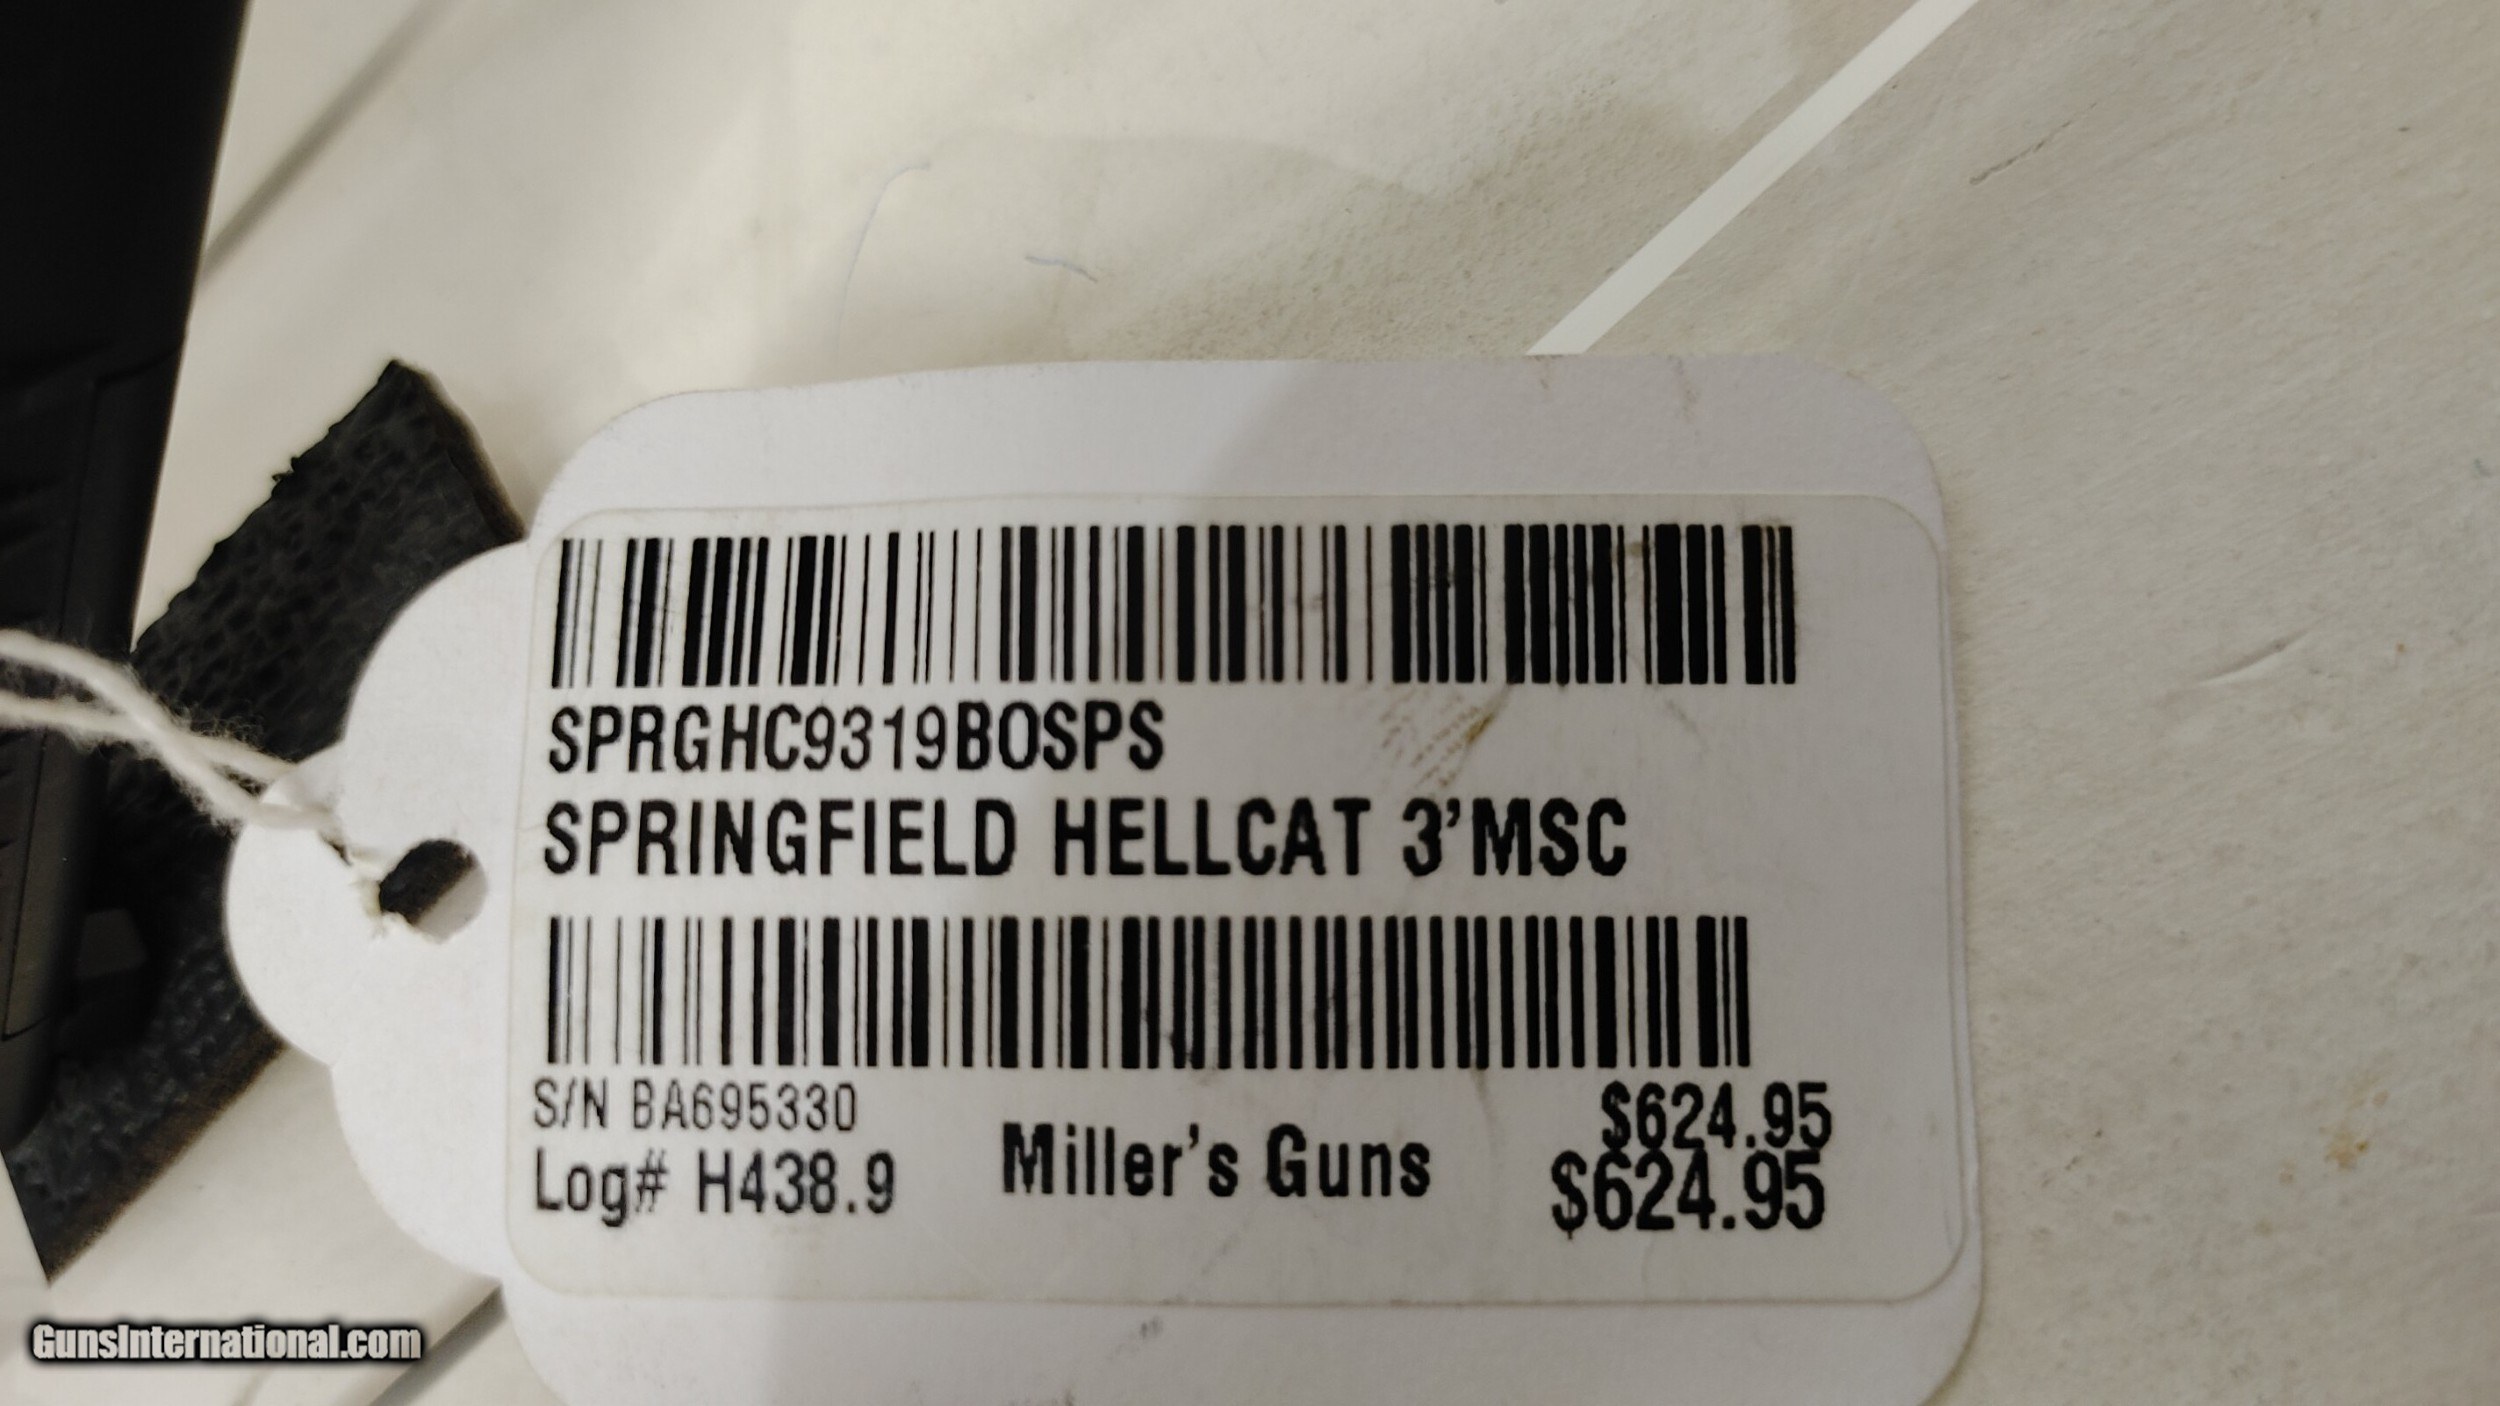 SPRGHC9319BOSPS
SPRINGFIELD HELLCAT 3'MSC
S/N BA695330
$624.95
Log# H438.9
Miller's Guns
$624.95
GunsInternational.com